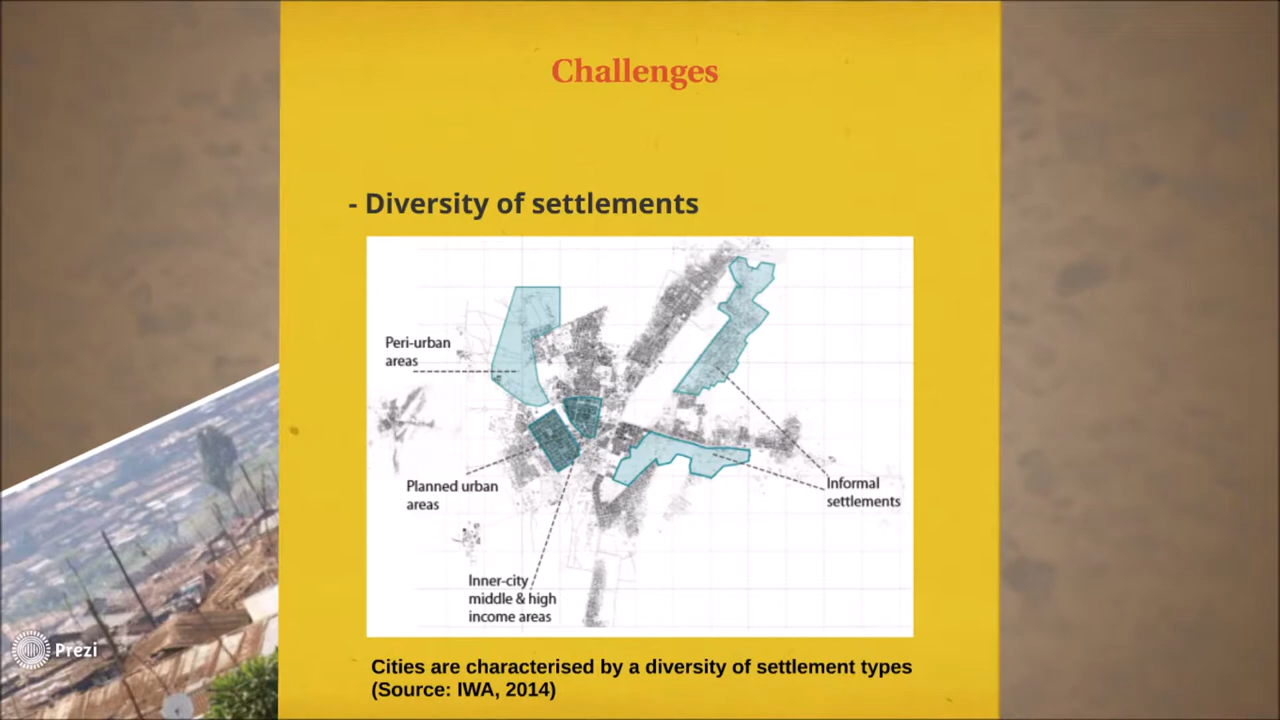 Challenges
- Diversity of settlements
Peri-urban
areas
Planned urban
areas
Inner-city
middle & high
income areas
Informal
settlements
Cities are characterised by a diversity of settlement types
(Source: IWA, 2014)
Prezi